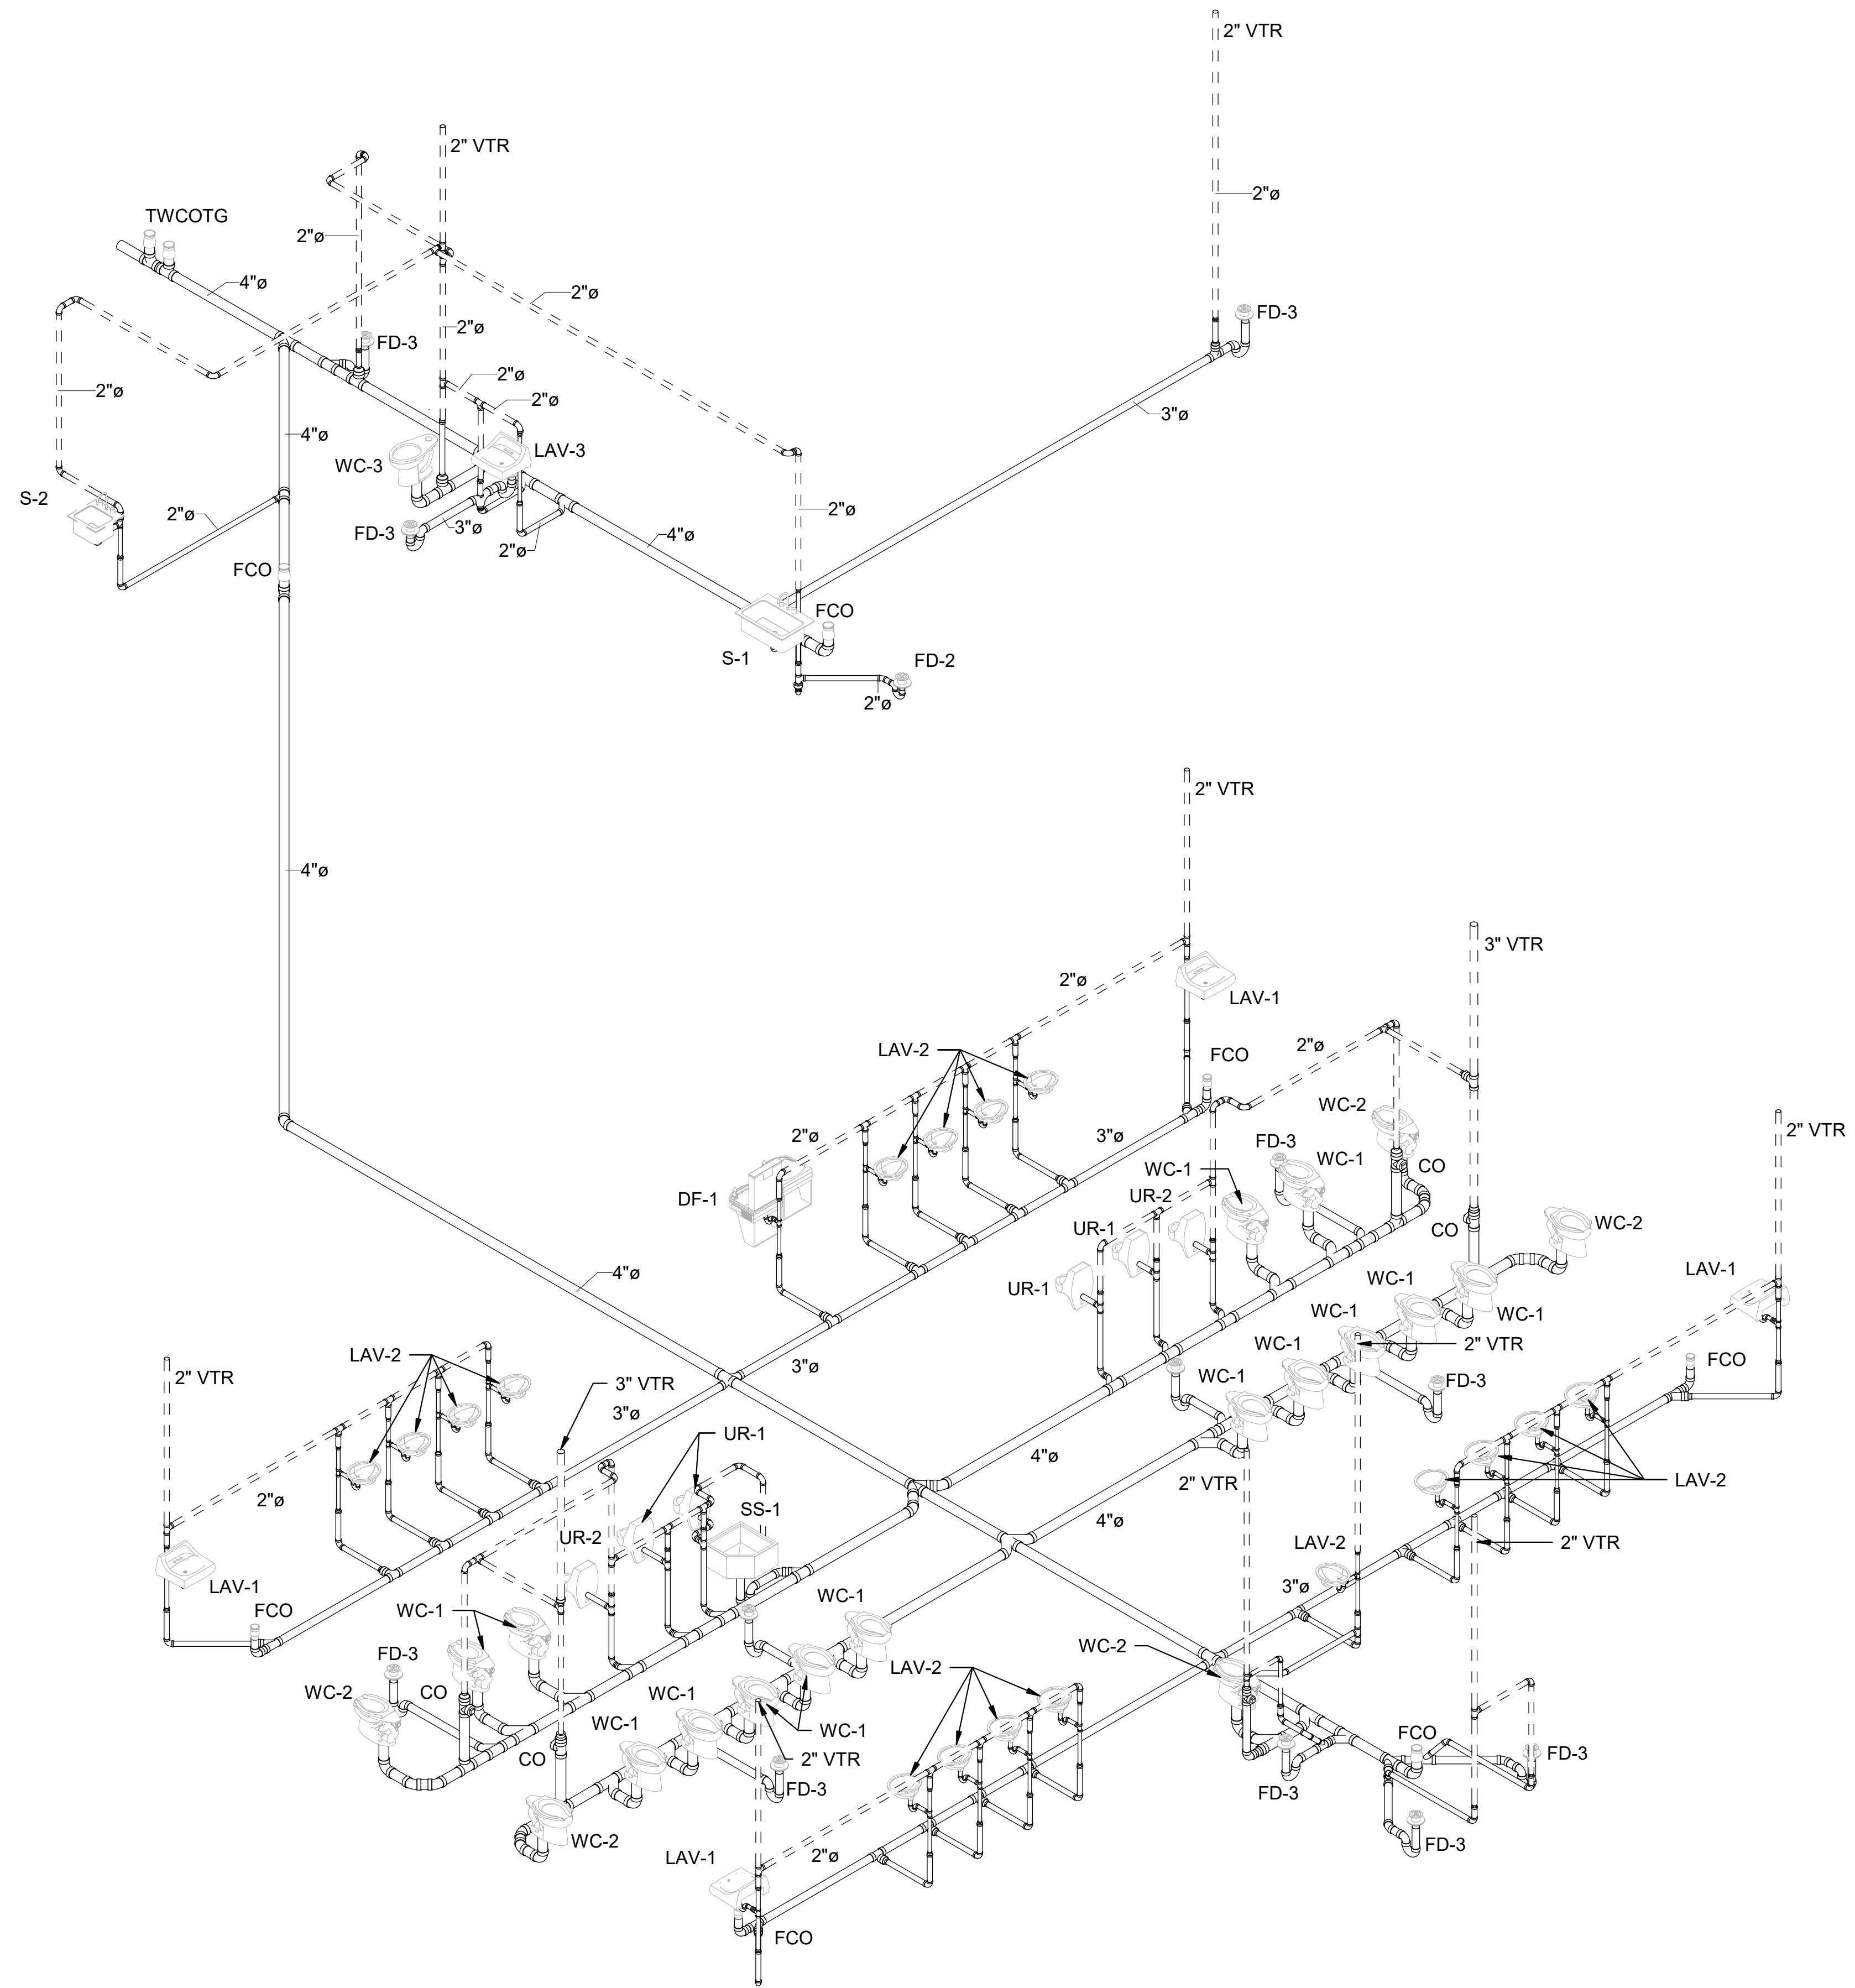 2" VTR
2" VTR
2"ø
TWCOTG
2"ø
4"ø
2"ø
2"ø
FD-3
FD-3
2"ø
2"ø
2"ø
2"ø
3"ø
4"ø
LAV-3
WC-3
S-2
2"ø
2"ø
FD-3
3"ø
2"ø
4"ø
FCO
FCO
S-1
FD-2
2"ø
2" VTR
4"ø
3" VTR
2"ø
LAV-1
LAV-2
2"ø
FCO
WC-2
2" VTR
2"ø
3"ø
FD-3
WC-1
CO
WC-1
DF-1
UR-2
UR-1
CO
WC-2
4"ø
UR-1
WC-1
LAV-1
WC-1
WC-1
2" VTR
WC-1
LAV-2
3"ø
FCO
2" VTR
3" VTR
WC-1
FD-3
3"ø
UR-1
4"ø
2" VTR
LAV-2
2"ø
SS-1
4"ø
UR-2
LAV-2
2" VTR
LAV-1
3"ø
FCO
WC-1
WC-1
WC-2
FD-3
LAV-2
WC-2
CO
WC-1
WC-1
WC-1
2" VTR
FCO
FD-3
CO
FD-3
FD-3
WC-2
FD-3
LAV-1
2"ø
FCO